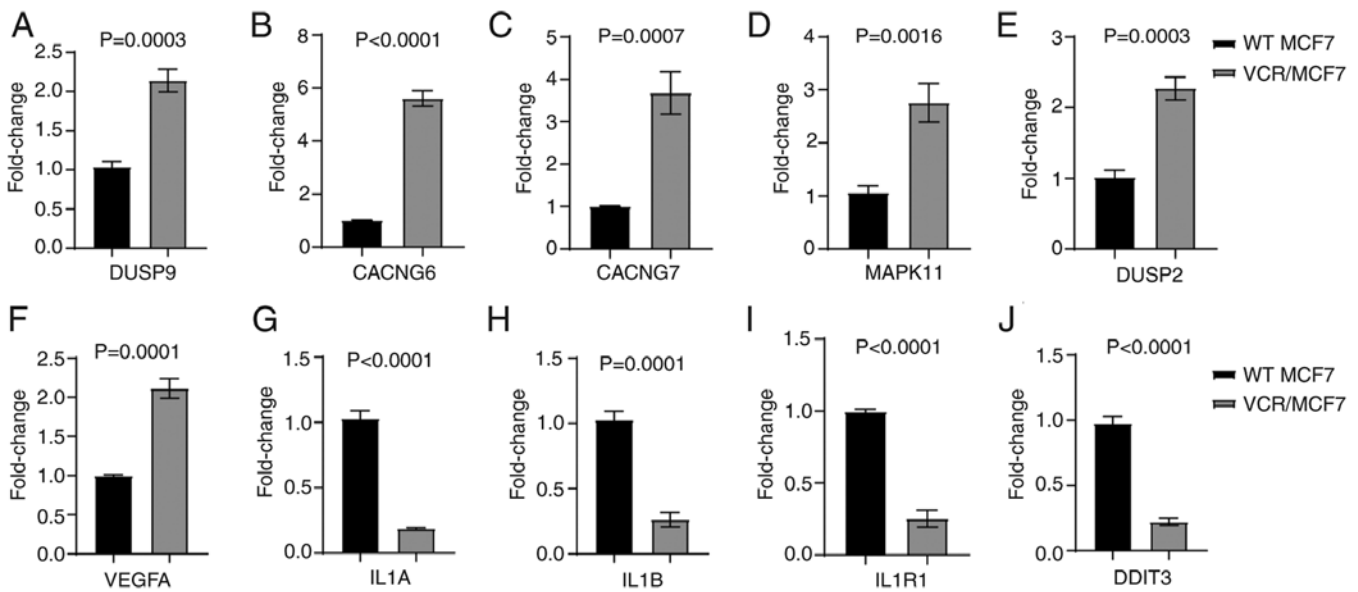 A
P=0.0003
Fold-change
2.5
2.0
1.5
1.0
0.5
0.0
DUSP9
B
P<0.0001
Fold-change
8
6
4
2
0
CACNG6
C
P=0.0007
Fold-change
5
4
3
2
1
0
CACNG7
D
P=0.0016
Fold-change
4
3
2
1
0
MAPK11
E
P=0.0003
Fold-change
3
2
1
0
DUSP2
WT MCF7
VCR/MCF7
F
P=0.0001
Fold-change
2.5
2.0
1.5
1.0
0.5
0.0
VEGFA
G
P<0.0001
Fold-change
1.5
1.0
0.5
0.0
IL1A
H
P=0.0001
Fold-change
1.5
1.0
0.5
0.0
IL1B
I
P<0.0001
Fold-change
1.5
1.0
0.5
0.0
IL1R1
J
P<0.0001
Fold-change
1.5
1.0
0.5
0.0
DDIT3
WT MCF7
VCR/MCF7